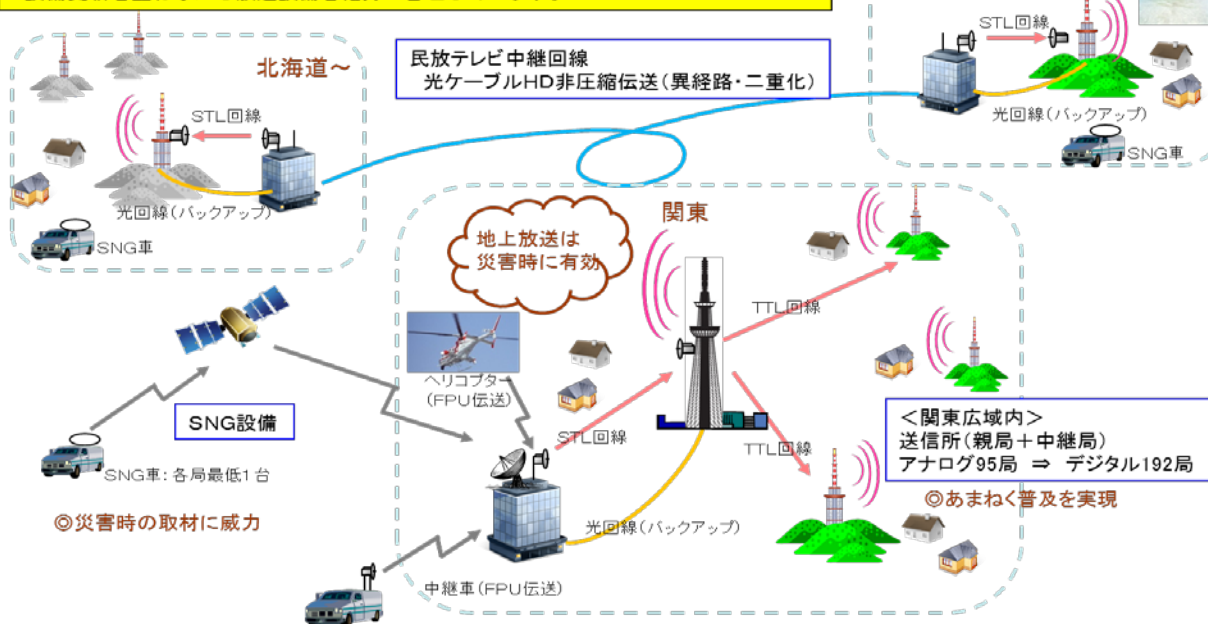 北海道～
STL回線
光回線(バックアップ)
SNG車
民放テレビ中継回線
光ケーブルHD非圧縮伝送(異経路・二重化)
STL回線
光回線(バックアップ)
SNG車
関東
地上放送は
災害時に有効
ヘリコプター
(FPU伝送)
TTL回線
STL回線
TTL回線
SNG設備
SNG車:各局最低1台
◎災害時の取材に威力
光回線(バックアップ)
中継車(FPU伝送)
＜関東広域内＞
送信所(親局＋中継局)
アナログ95局 ⇒ デジタル192局
◎あまねく普及を実現